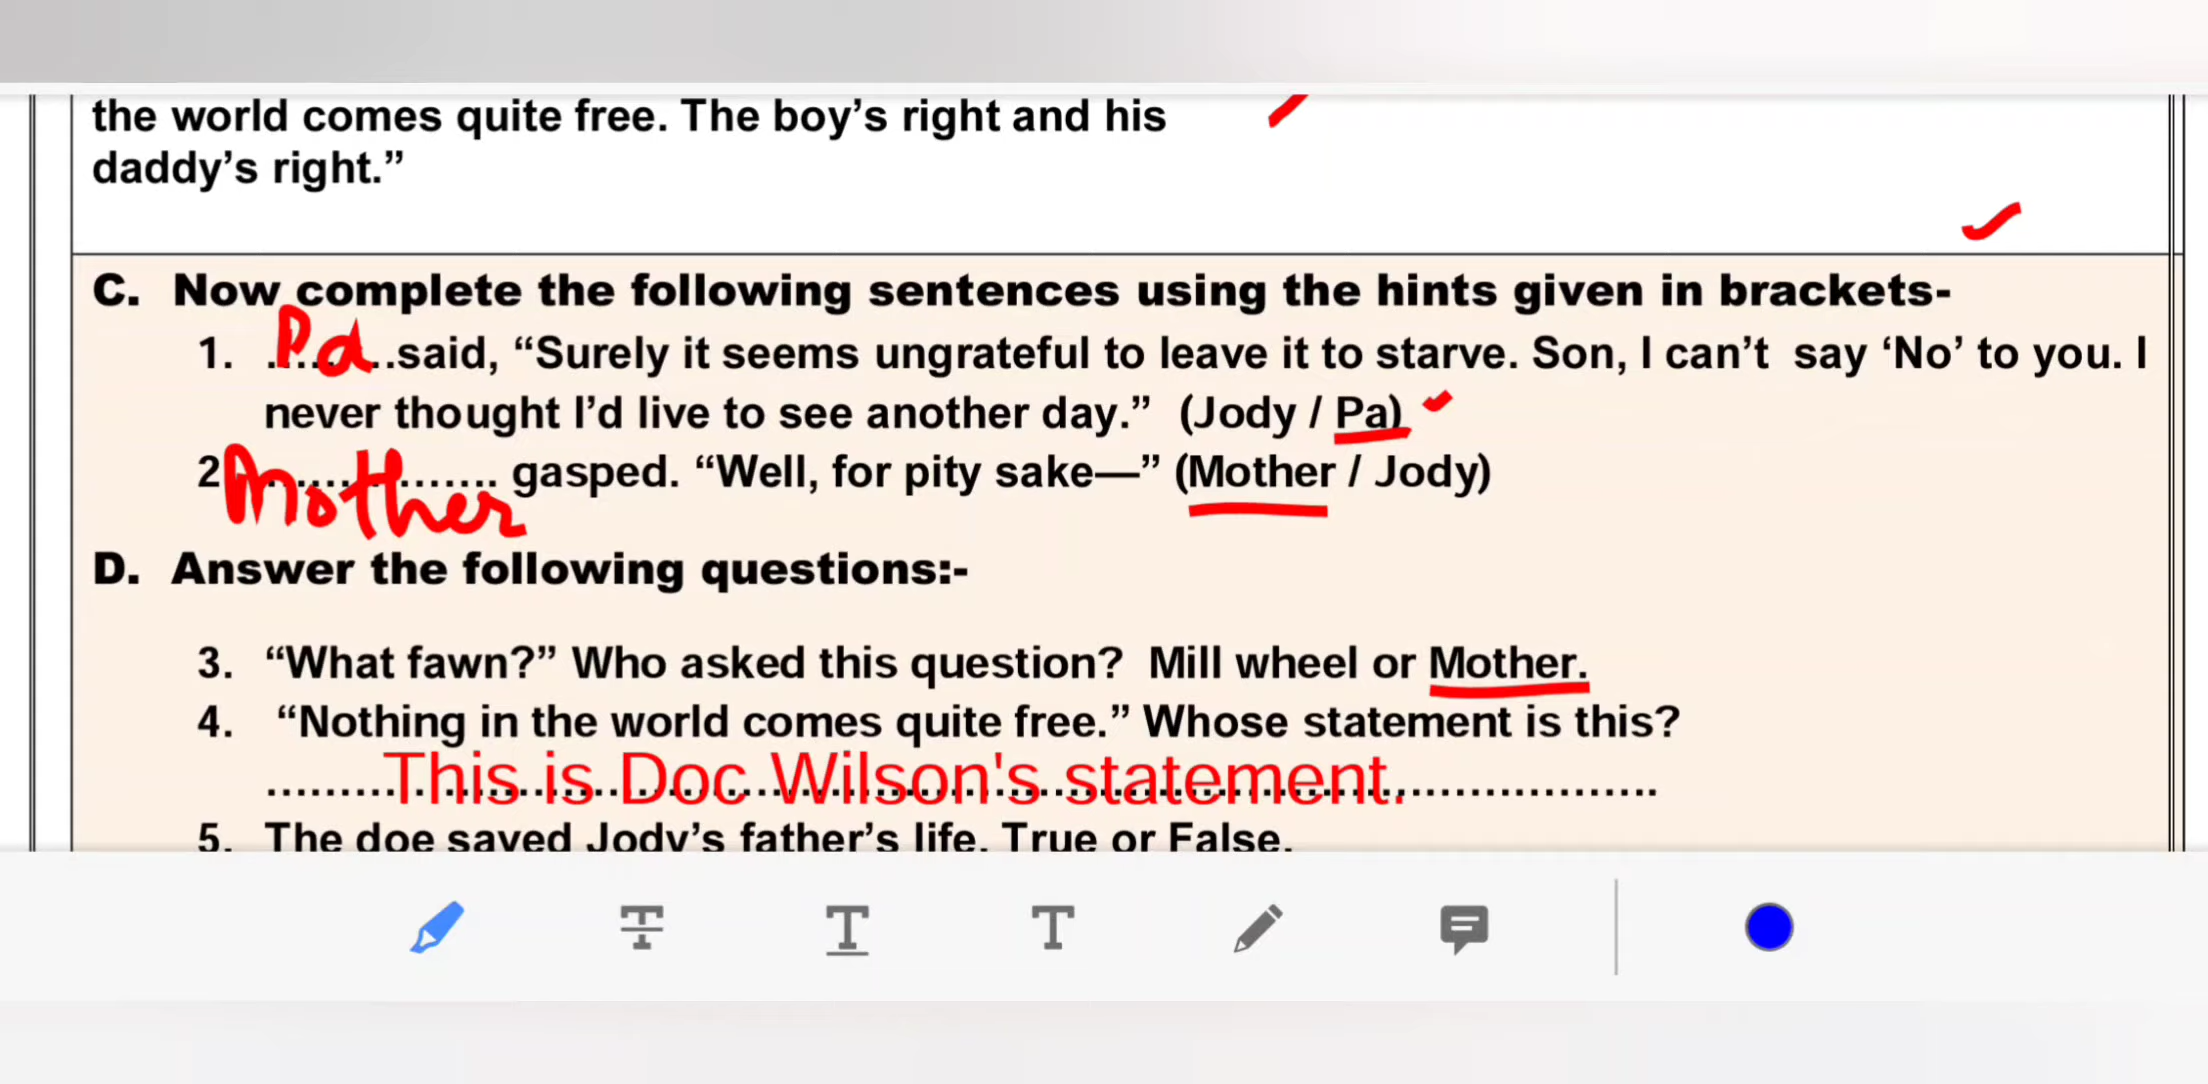 the world comes quite free. The boy’s right and his
daddy’s right.”
C. Now complete the following sentences using the hints given in brackets-
1. ..Pa..said, “Surely it seems ungrateful to leave it to starve. Son, I can’t say ‘No’ to you. I
never thought I’d live to see another day.” (Jody / Pa)
2 Mother....... gasped. “Well, for pity sake—” (Mother / Jody)
D. Answer the following questions:-
3. “What fawn?” Who asked this question? Mill wheel or Mother.
4. “Nothing in the world comes quite free.” Whose statement is this?
.........This is Doc Wilson's statement...............
5. The doe saved Jody’s father’s life. True or False.